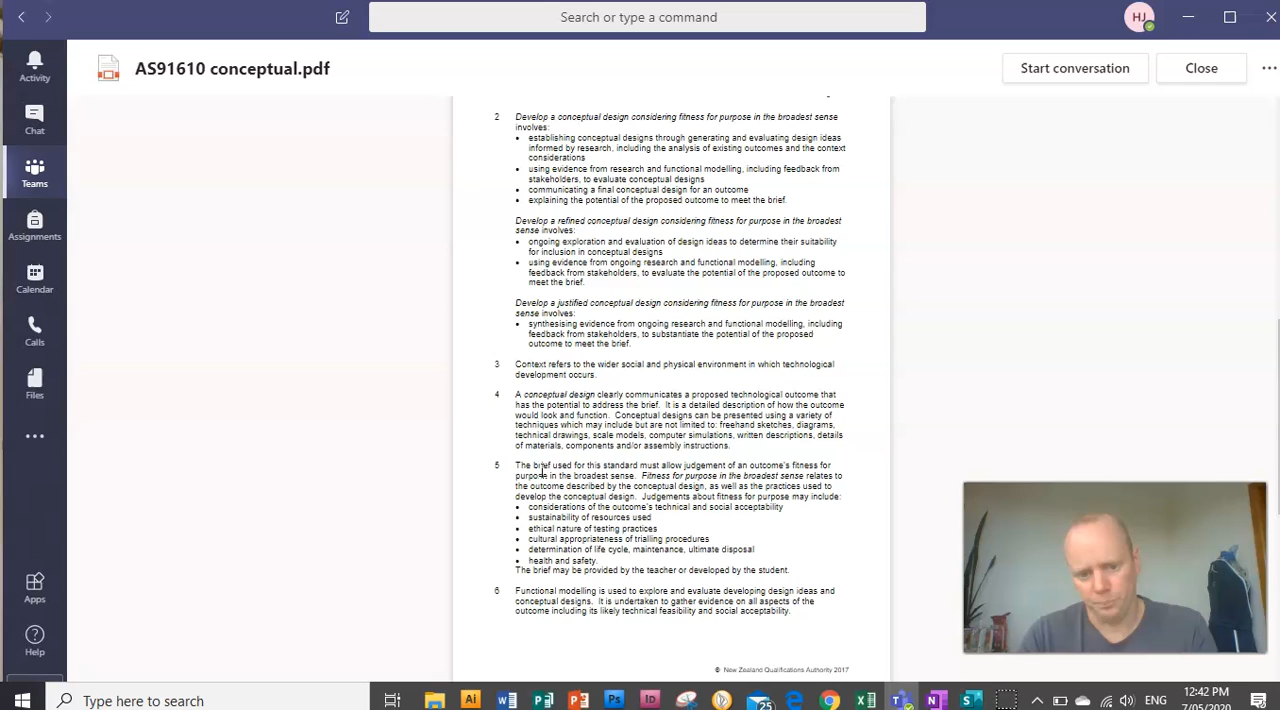 Search or type a command
HJ
Activity
AS91610 conceptual.pdf
Start conversation
Close
Chat
Teams
Assignments
Calendar
Calls
Files
Apps
Help
2 Develop a conceptual design considering fitness for purpose in the broadest sense
involves:
• establishing conceptual designs through generating and evaluating design ideas
informed by research, including the analysis of existing outcomes and the context
considerations
• using evidence from research and functional modelling, including feedback from
stakeholders, to evaluate conceptual designs
• communicating a final conceptual design for an outcome
• explaining the potential of the proposed outcome to meet the brief.
Develop a refined conceptual design considering fitness for purpose in the broadest
sense involves:
• ongoing exploration and evaluation of design ideas to determine their suitability
for inclusion in conceptual designs
• using evidence from ongoing research and functional modelling, including
feedback from stakeholders, to evaluate the potential of the proposed outcome to
meet the brief.
Develop a justified conceptual design considering fitness for purpose in the broadest
sense involves:
• synthesising evidence from ongoing research and functional modelling, including
feedback from stakeholders, to substantiate the potential of the proposed
outcome to meet the brief.
3 Context refers to the wider social and physical environment in which technological
development occurs.
4 A conceptual design clearly communicates a proposed technological outcome that
has the potential to address the brief. It is a detailed description of how the outcome
would look and function. Conceptual designs can be presented using a variety of
techniques which may include but are not limited to: freehand sketches, diagrams,
technical drawings, scale models, computer simulations, written descriptions, details
of materials, components and/or assembly instructions.
5 The brief used for this standard must allow judgement of an outcome's fitness for
purpose in the broadest sense. Fitness for purpose in the broadest sense relates to
the outcome described by the conceptual design, as well as the practices used to
develop the conceptual design. Judgements about fitness for purpose may include:
• considerations of the outcome's technical and social acceptability
• sustainability of resources used
• ethical nature of testing practices
• cultural appropriateness of trialling procedures
• determination of life cycle, maintenance, ultimate disposal
• health and safety.
The brief may be provided by the teacher or developed by the student.
6 Functional modelling is used to explore and evaluate developing design ideas and
conceptual designs. It is undertaken to gather evidence on all aspects of the
outcome including its likely technical feasibility and social acceptability.
© New Zealand Qualifications Authority 2017
Type here to search
Ai
Ps
Id
25
ENG
12:42 PM
7/05/2020